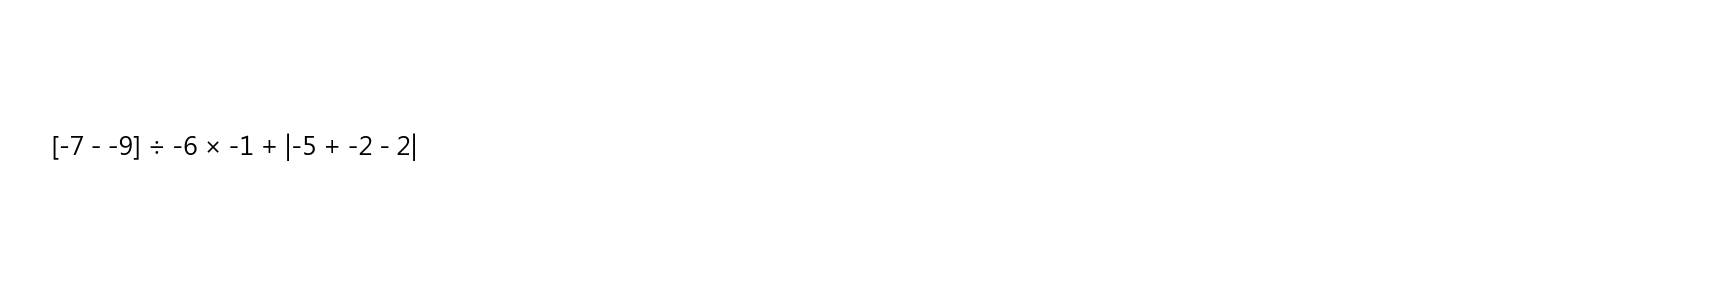 [-7 - -9] ÷ -6 × -1 + |-5 + -2 - 2|